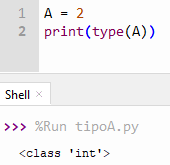 1 A = 2
2 print(type(A))
Shell ×
>>> %Run tipoA.py
<class 'int'>